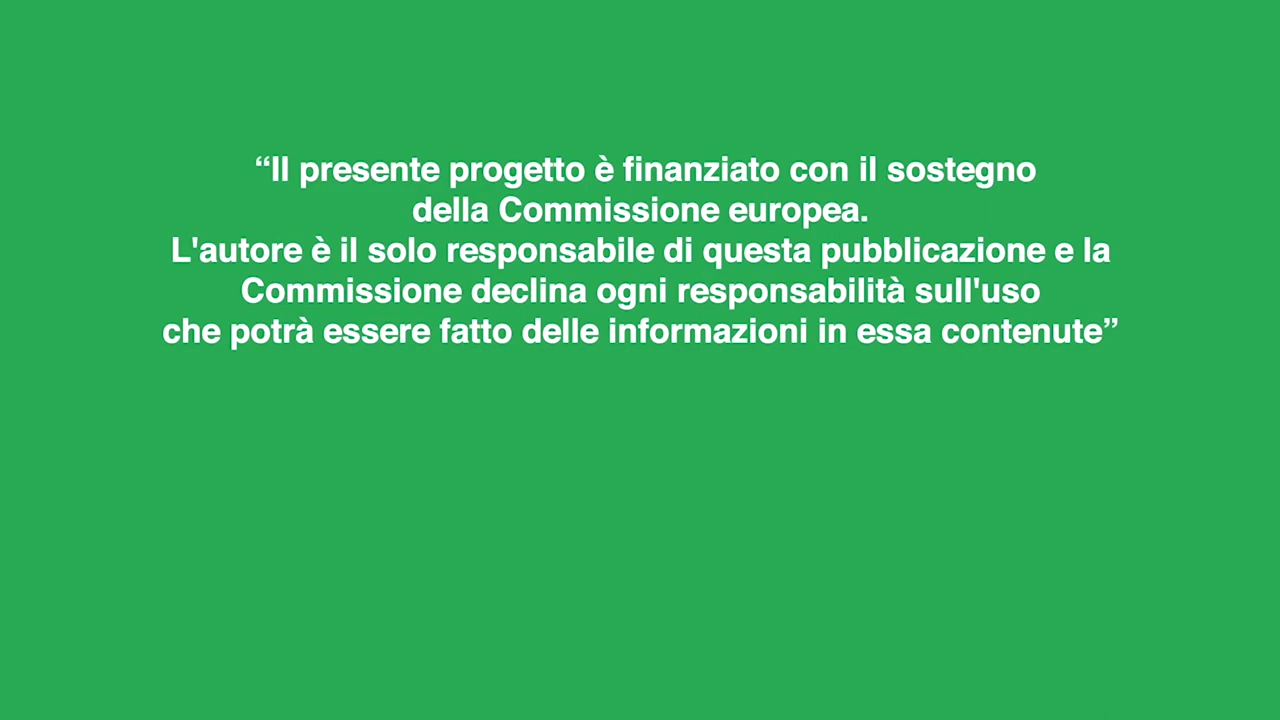 “Il presente progetto è finanziato con il sostegno
della Commissione europea.
L'autore è il solo responsabile di questa pubblicazione e la
Commissione declina ogni responsabilità sull'uso
che potrà essere fatto delle informazioni in essa contenute”